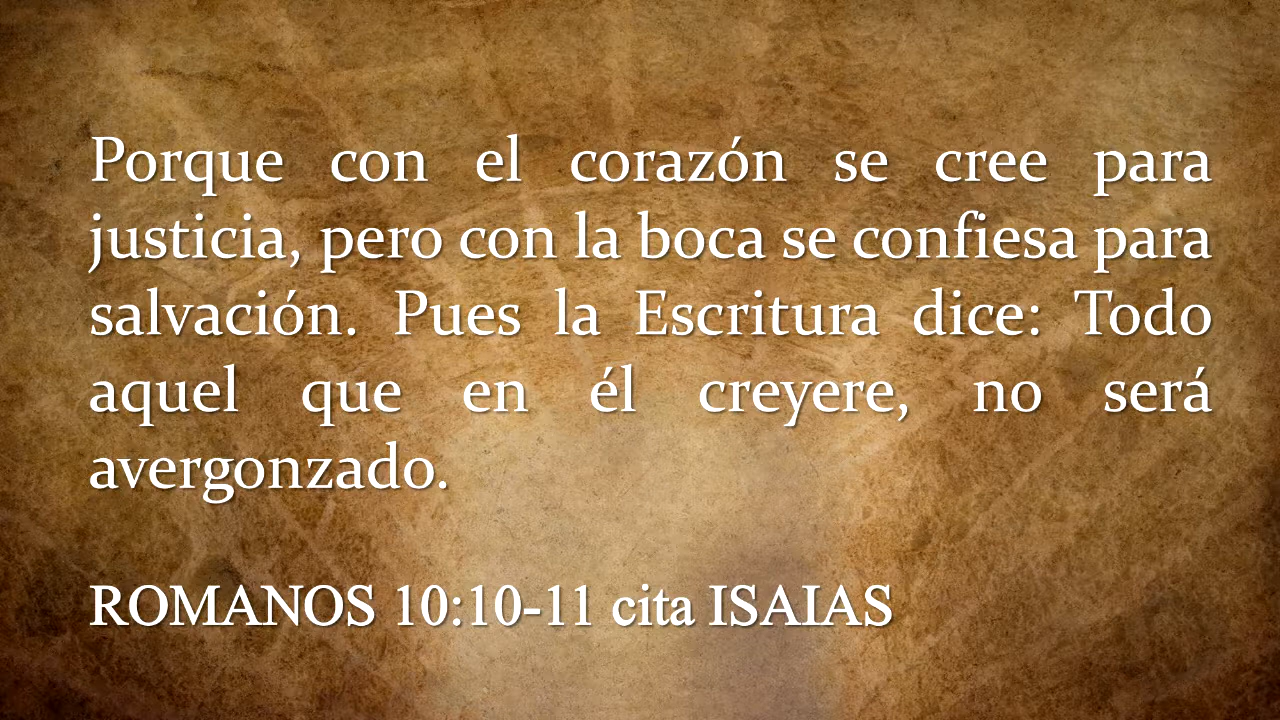 Porque con el corazón se cree para
justicia, pero con la boca se confiesa para
salvación. Pues la Escritura dice: Todo
aquel que en él creyere, no será
avergonzado.
ROMANOS 10:10-11 cita ISAIAS